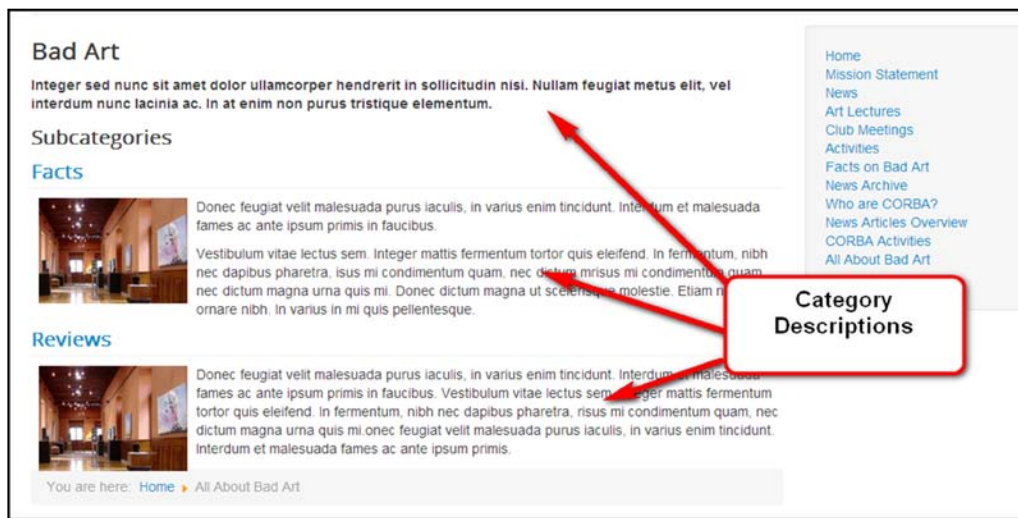 Bad Art
Integer sed nunc sit amet dolor ullamcorper hendrerit in sollicitudin nisi. Nullam feugiat metus elit, vel
interdum nunc lacinia ac. In at enim non purus tristique elementum.
Subcategories
Facts
Donec feugiat velit malesuada purus iaculis, in varius enim tincidunt. Interdum et malesuada
fames ac ante ipsum primis in faucibus.
Vestibulum vitae lectus sem. Integer mattis fermentum tortor quis eleifend. In fermentum, nibh
nec dapibus pharetra, isus mi condimentum quam, nec dictum mrisus mi condimentum quam
nec dictum magna urna quis mi. Donec dictum magna ut scelerisque molestie. Etiam
ornare nibh. In varius in mi quis pellentesque.
Reviews
Donec feugiat velit malesuada purus iaculis, in varius enim tincidunt. Interdum et malesuada
fames ac ante ipsum primis in faucibus. Vestibulum vitae lectus sem. Integer mattis fermentum
tortor quis eleifend. In fermentum, nibh nec dapibus pharetra, risus mi condimentum quam, nec
dictum magna urna quis mi.onec feugiat velit malesuada purus iaculis, in varius enim tincidunt.
Interdum et malesuada fames ac ante ipsum primis.
You are here: Home All About Bad Art
Home
Mission Statement
News
Art Lectures
Club Meetings
Activities
Facts on Bad Art
News Archive
Who are CORBA?
News Articles Overview
CORBA Activities
All About Bad Art
Category
Descriptions